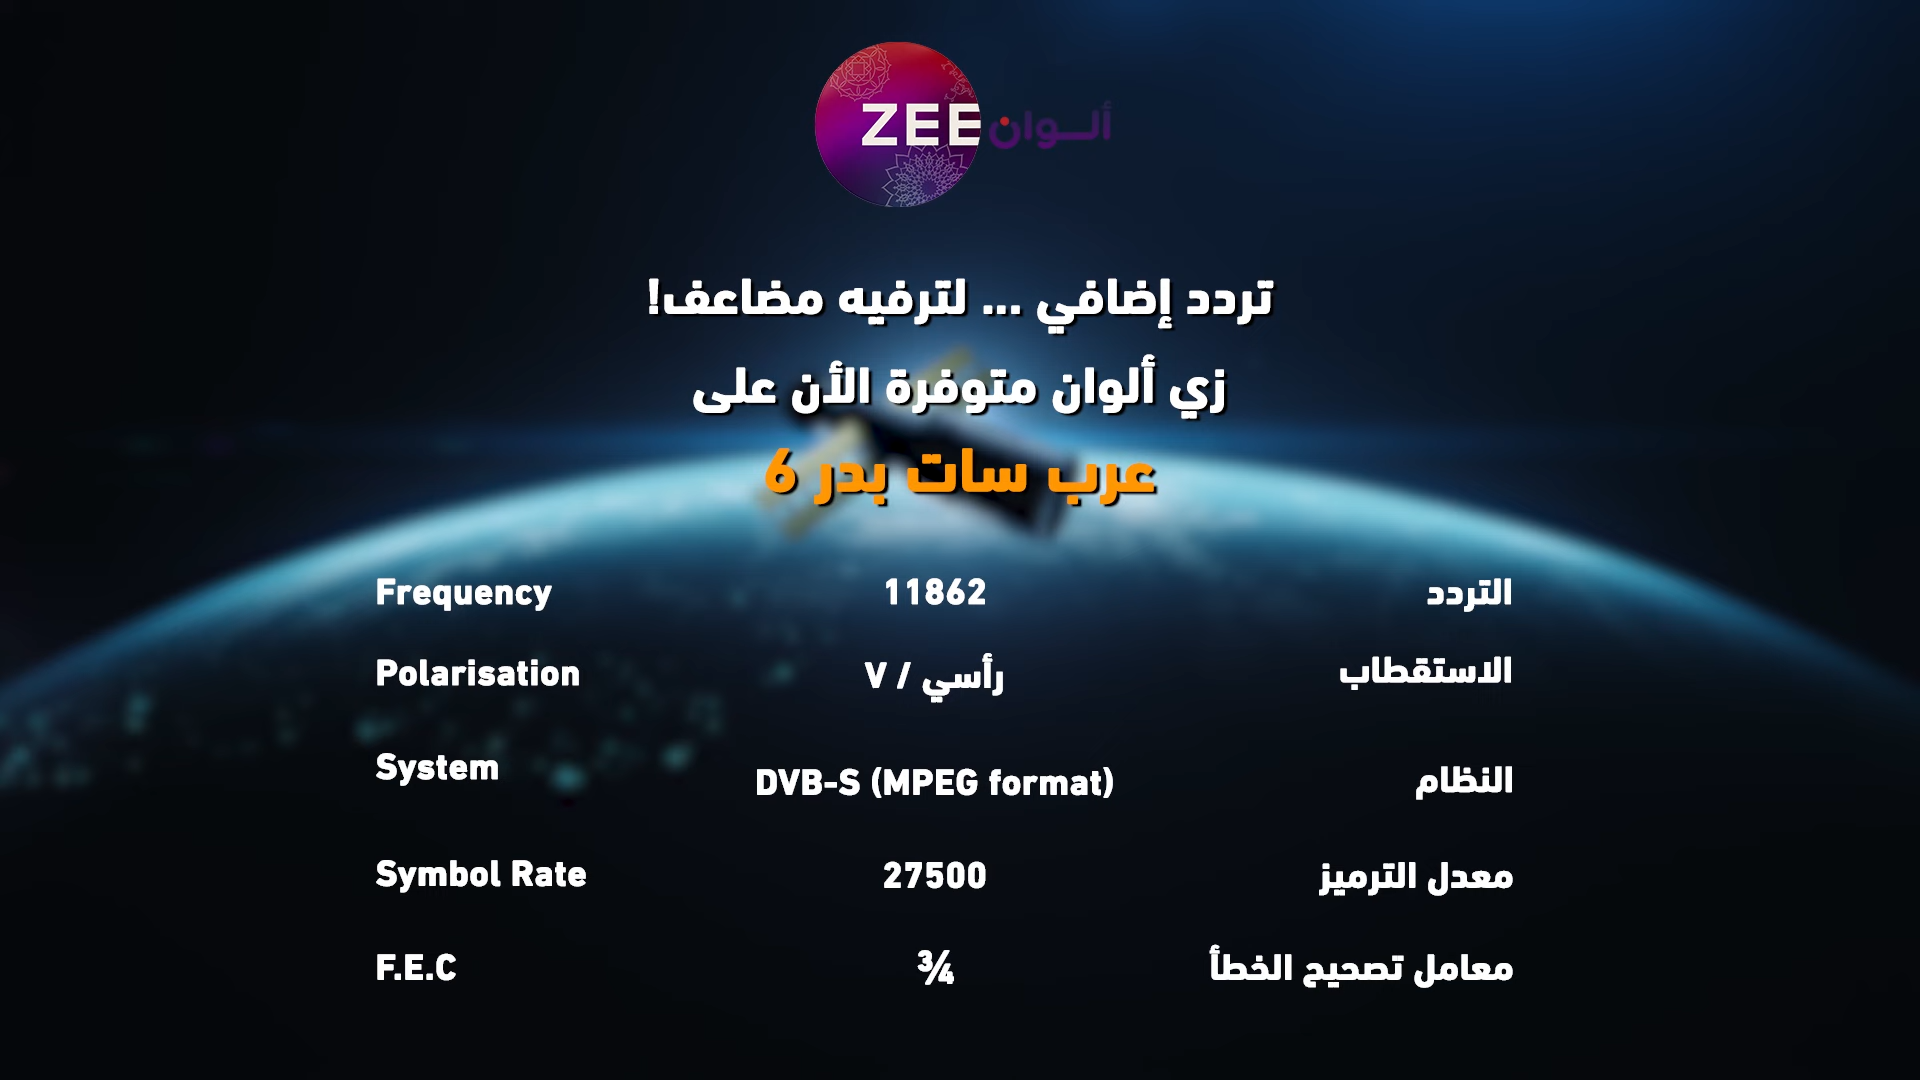 ZEE ألوان
تردد إضافي ... لترفيه مضاعف!
زي ألوان متوفرة الأن على
عرب سات بدر 6
Frequency 11862 التردد
Polarisation رأسي / V الاستقطاب
System DVB-S (MPEG format) النظام
Symbol Rate 27500 معدل الترميز
F.E.C ¾ معامل تصحيح الخطأ